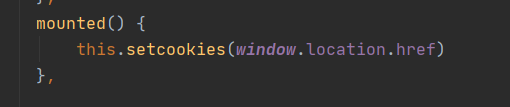 mounted() {
    this.setcookies(window.location.href)
},